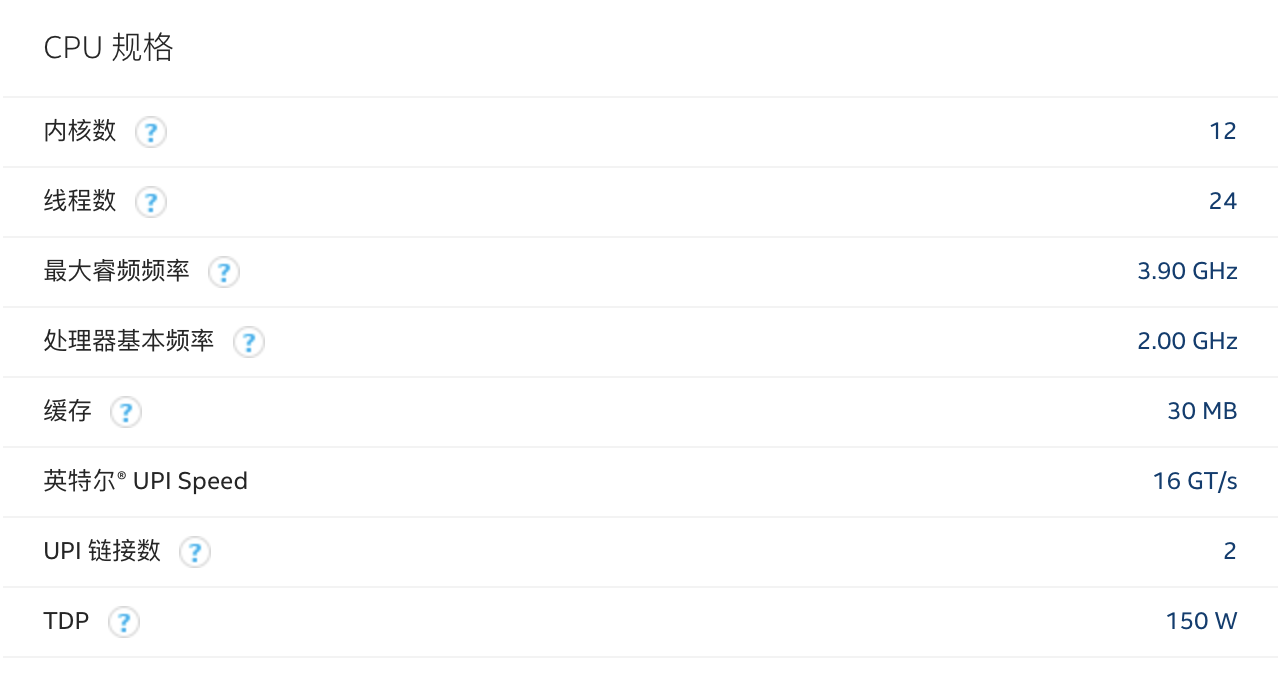 CPU 规格
内核数 ?
12
线程数 ?
24
最大睿频频率 ?
3.90 GHz
处理器基本频率 ?
2.00 GHz
缓存 ?
30 MB
英特尔® UPI Speed
16 GT/s
UPI 链接数 ?
2
TDP ?
150 W